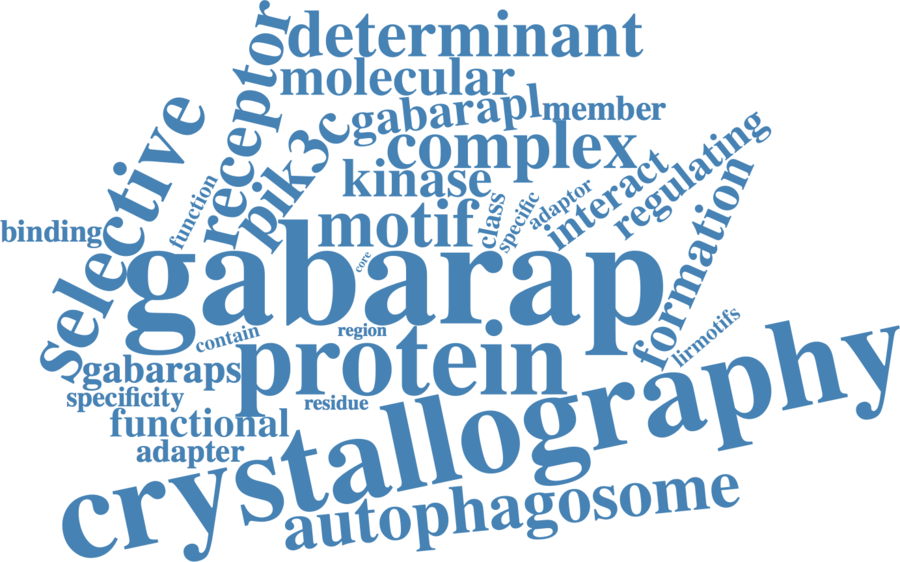 determinant
receptor
molecular
gabarapl
member
selective
pik3c
complex
regulating
kinase
interact
function
class
specific
adaptor
formation
binding
motif
core
gabarap
contain
region
lirmotifs
protein
gabaraps
specificity
residue
functional
adapter
crystallography
autophagosome